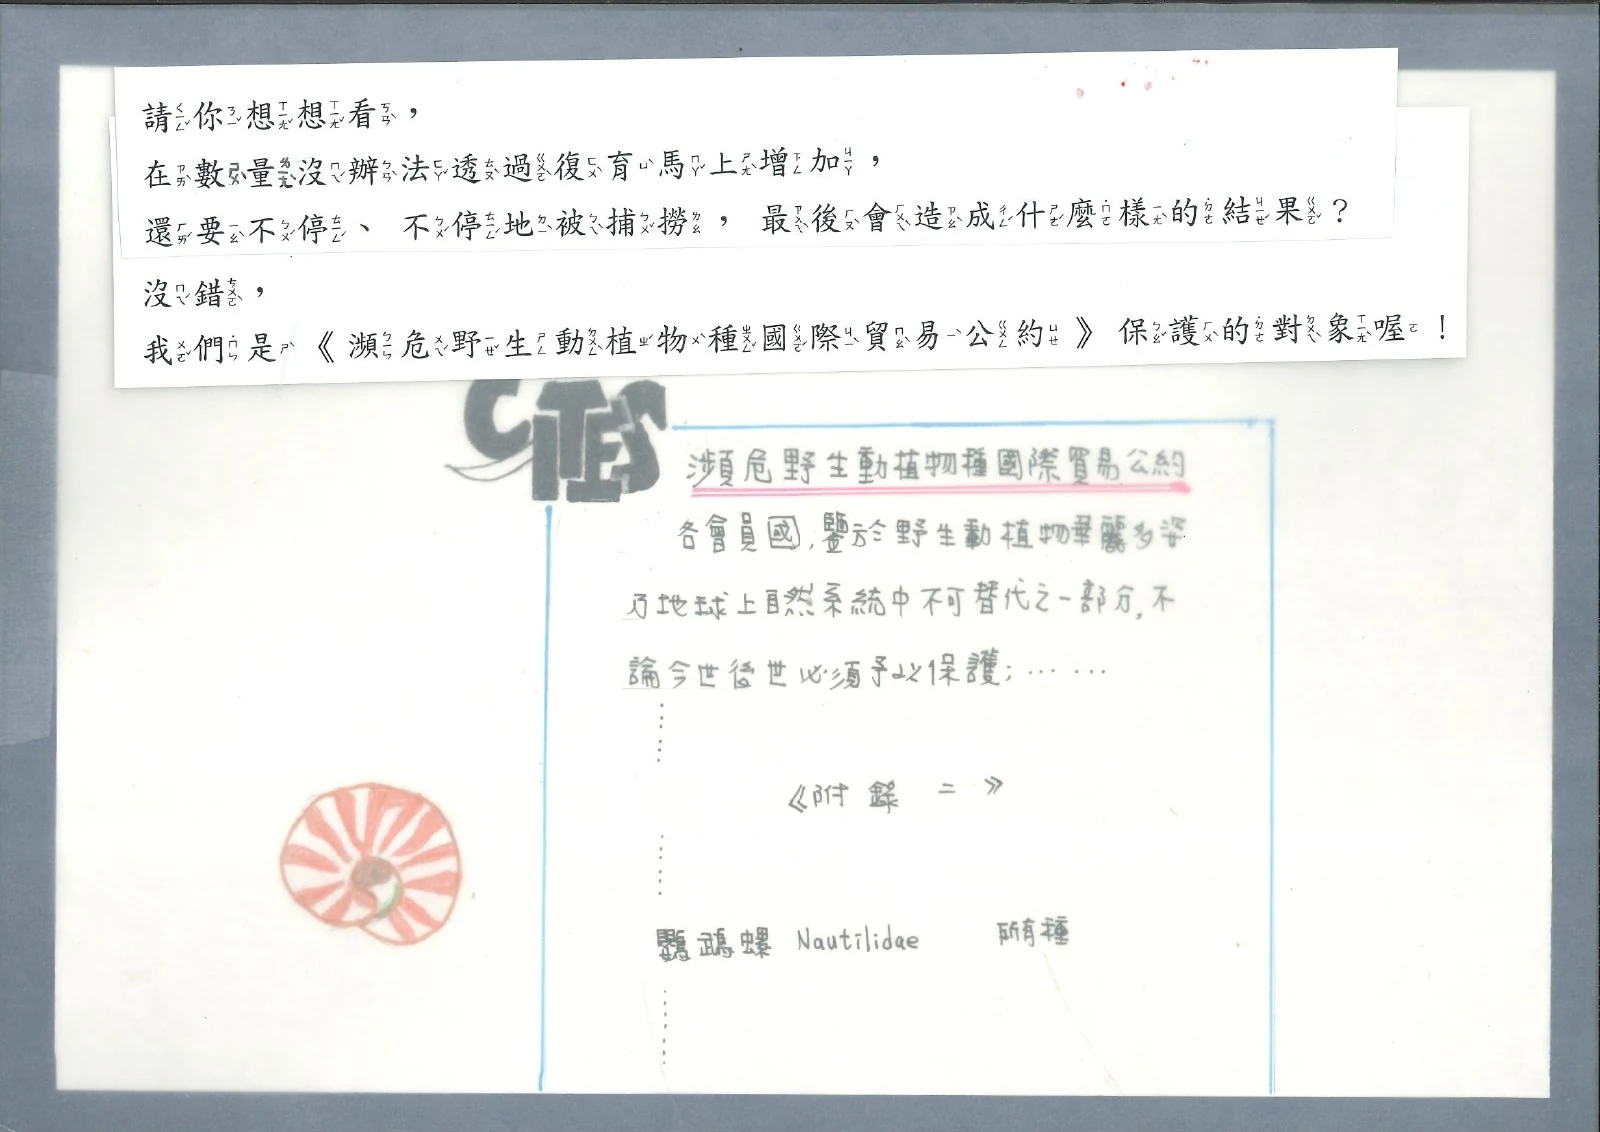 請你想想看，
在數量沒辦法透過復育馬上增加，
還要不停、 不停地被捕撈， 最後會造成什麼樣的結果？
沒錯，
我們是《瀕危野生動植物種國際貿易公約》保護的對象喔！
CITES
瀕危野生動植物種國際貿易公約
各會員國,鑒於野生動植物華麗多姿
乃地球上自然系統中不可替代之一部分,不
論今世後世必須予以保護;……
《附錄 二》
鸚鵡螺 Nautilidae 所有種